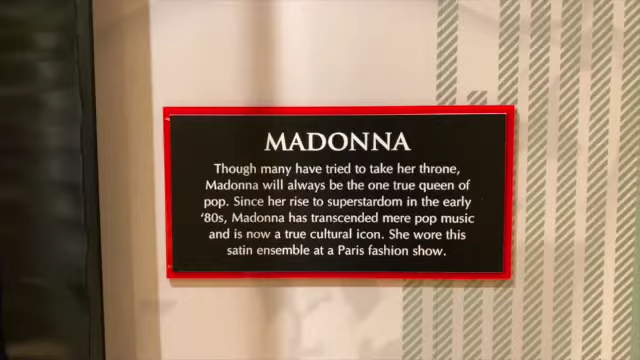 MADONNA
Though many have tried to take her throne,
Madonna will always be the one true queen of
pop. Since her rise to superstardom in the early
‘80s, Madonna has transcended mere pop music
and is now a true cultural icon. She wore this
satin ensemble at a Paris fashion show.